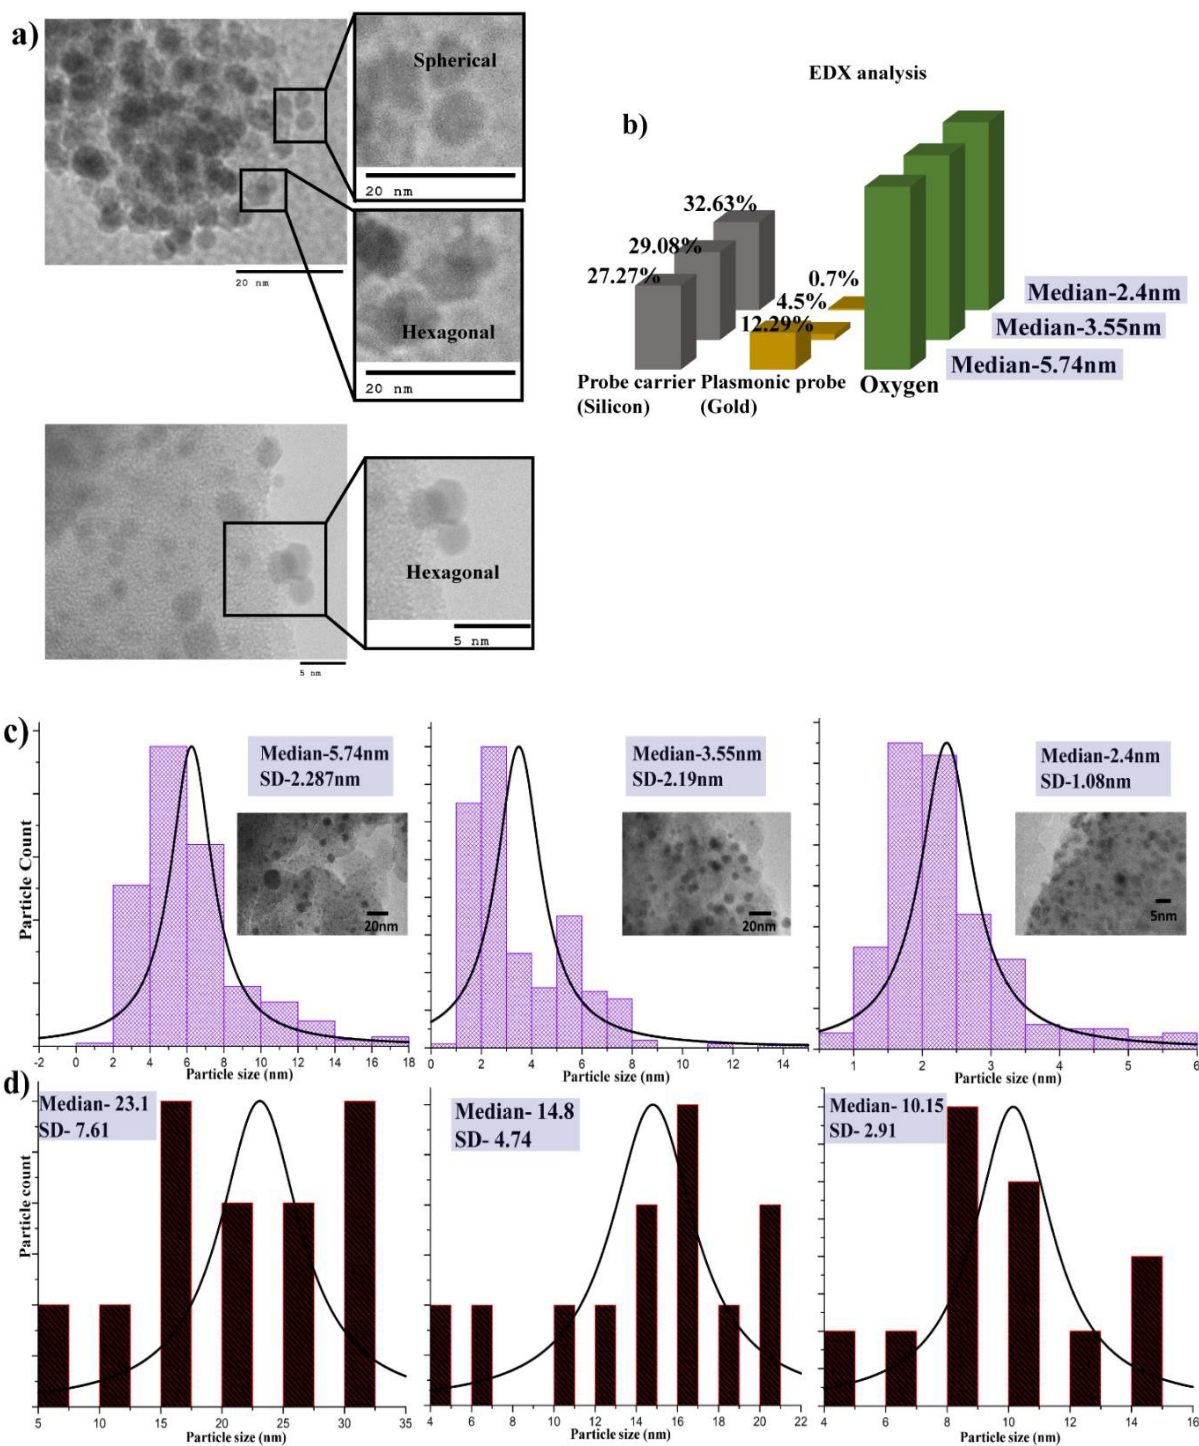 a)
Spherical
20 nm
Hexagonal
20 nm
20 nm
Hexagonal
5 nm
5 nm
EDX analysis
b)
32.63%
29.08%
27.27%
0.7%
4.5%
12.29%
Median-2.4nm
Median-3.55nm
Median-5.74nm
Probe carrier
(Silicon)
Plasmonic probe
(Gold)
Oxygen
c)
Particle Count
Median-5.74nm
SD-2.287nm
20nm
-2 0 2 4 6 8 10 12 14 16 18
Particle size (nm)
Median-3.55nm
SD-2.19nm
20nm
0 2 4 6 8 10 12 14
Particle size (nm)
Median-2.4nm
SD-1.08nm
5nm
1 2 3 4 5 6
Particle size (nm)
d)
Particle count
Median- 23.1
SD- 7.61
5 10 15 20 25 30 35
Particle size (nm)
Median- 14.8
SD- 4.74
4 6 8 10 12 14 16 18 20 22
Particle size (nm)
Median- 10.15
SD- 2.91
4 6 8 10 12 14 16
Particle size (nm)